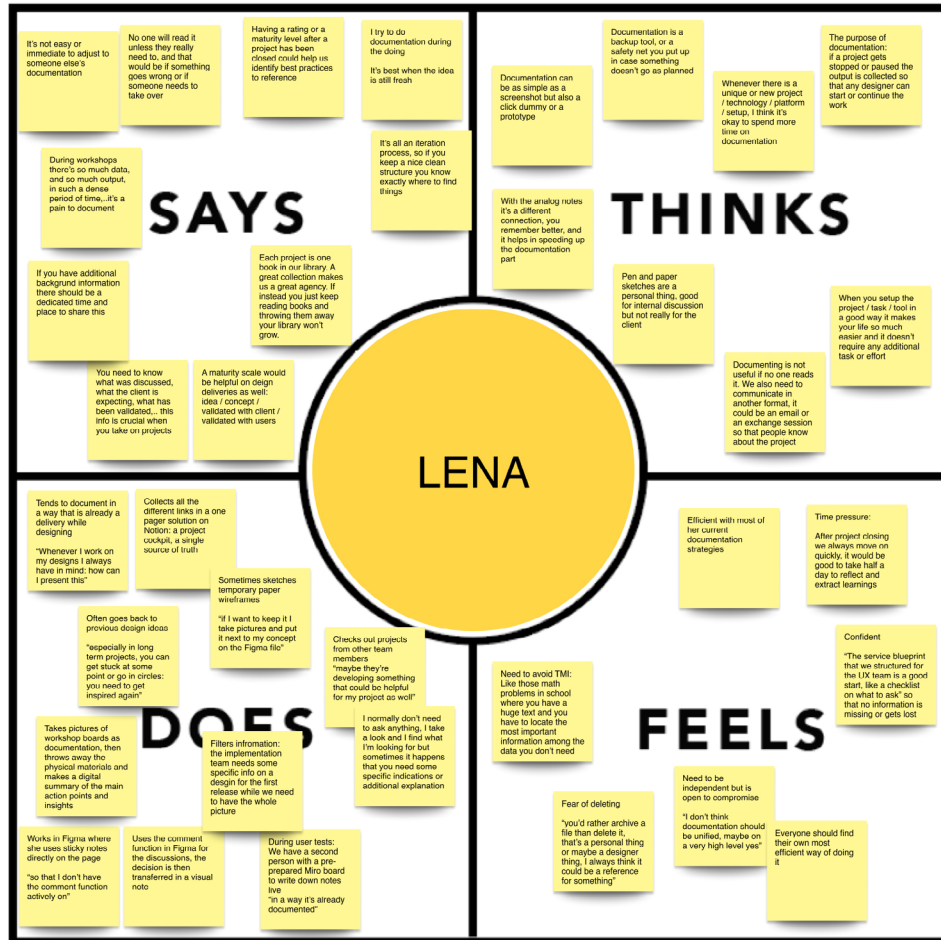 It's not easy or
immediate to adjust to
someone else's
documentation
No one will read it
unless they really
need to, and that
would be if something
goes wrong or if
someone needs to
take over
Having a rating or a
maturity level after a
project has been
closed could help us
identify best practices
to reference
I try to do
documentation during
the doing
It's best when the idea
is still fresh
During workshops
there's so much data,
and so much output,
in such a dense
period of time,..it's a
pain to document
It's all an iteration
process, so if you
keep a nice clean
structure you know
exactly where to find
things
SAYS
If you have additional
backgrund information
there should be a
dedicated time and
place to share this
Each project is one
book in our library. A
great collection makes
us a great agency. If
instead you just keep
reading books and
throwing them away
your library won't
grow.
You need to know
what was discussed,
what the client is
expecting, what has
been validated,.. this
info is crucial when
you take on projects
A maturity scale would
be helpful on deign
deliveries as well:
idea / concept /
validated with client /
validated with users
Documentation can
be as simple as a
screenshot but also a
click dummy or a
prototype
Documentation is a
backup tool, or a
safety net you put up
in case something
doesn't go as planned
Whenever there is a
unique or new project
/ technology / platform
/ setup, I think it's
okay to spend more
time on
documentation
The purpose of
documentation:
if a project gets
stopped or paused the
output is collected so
that any designer can
start or continue the
work
THINKS
With the analog notes
it's a different
connection, you
remember better, and
it helps in speeding up
the documentation
part
Pen and paper
sketches are a
personal thing, good
for internal discussion
but not really for the
client
When you setup the
project / task / tool in
a good way it makes
your life so much
easier and it doesn't
require any additional
task or effort
Documenting is not
useful if no one reads
it. We also need to
communicate in
another format, it
could be an email or
an exchange session
so that people know
about the project
LENA
Tends to document in
a way that is already a
delivery while
designing
"Whenever I work on
my designs I always
have in mind: how can
I present this"
Collects all the
different links in a one
pager solution on
Notion: a project
cockpit, a single
source of truth
Sometimes sketches
temporary paper
wireframes
"if I want to keep it I
take pictures and put
it next to my concept
on the Figma file"
Often goes back to
previous design ideas
"especially in long
term projects, you can
get stuck at some
point or go in circles:
you need to get
inspired again"
Checks out projects
from other team
members
"maybe they're
developing something
that could be helpful
for my project as well"
DOES
Takes pictures of
workshop boards as
documentation, then
throws away the
physical materials and
makes a digital
summary of the main
action points and
insights
Filters infromation:
the implementation
team needs some
specific info on a
desgin for the first
release while we need
to have the whole
picture
I normally don't need
to ask anything, I take
a look and I find what
I'm looking for but
sometimes it happens
that you need some
specific indications or
additional explanation
Works in Figma where
she uses sticky notes
directly on the page
"so that I don't have
the comment function
actively on"
Uses the comment
function in Figma for
the discussions, the
decision is then
transferred in a visual
note
During user tests:
We have a second
person with a pre-
prepared Miro board
to write down notes
live
"in a way it's already
documented"
Efficient with most of
her current
documentation
strategies
Time pressure:
After project closing
we always move on
quickly, it would be
good to take half a
day to reflect and
extract learnings
Need to avoid TMI:
Like those math
problems in school
where you have a
huge text and you
have to locate the
most important
information among the
data you don't need
Confident
"The service blueprint
that we structured for
the UX team is a good
start, like a checklist
on what to ask" so
that no information is
missing or gets lost
FEELS
Fear of deleting
"you'd rather archive a
file than delete it,
that's a personal thing
or maybe a designer
thing, I always think it
could be a reference
for something"
Need to be
independent but is
open to compromise
"I don't think
documentation should
be unified, maybe on
a very high level yes"
Everyone should find
their own most
efficient way of doing
it